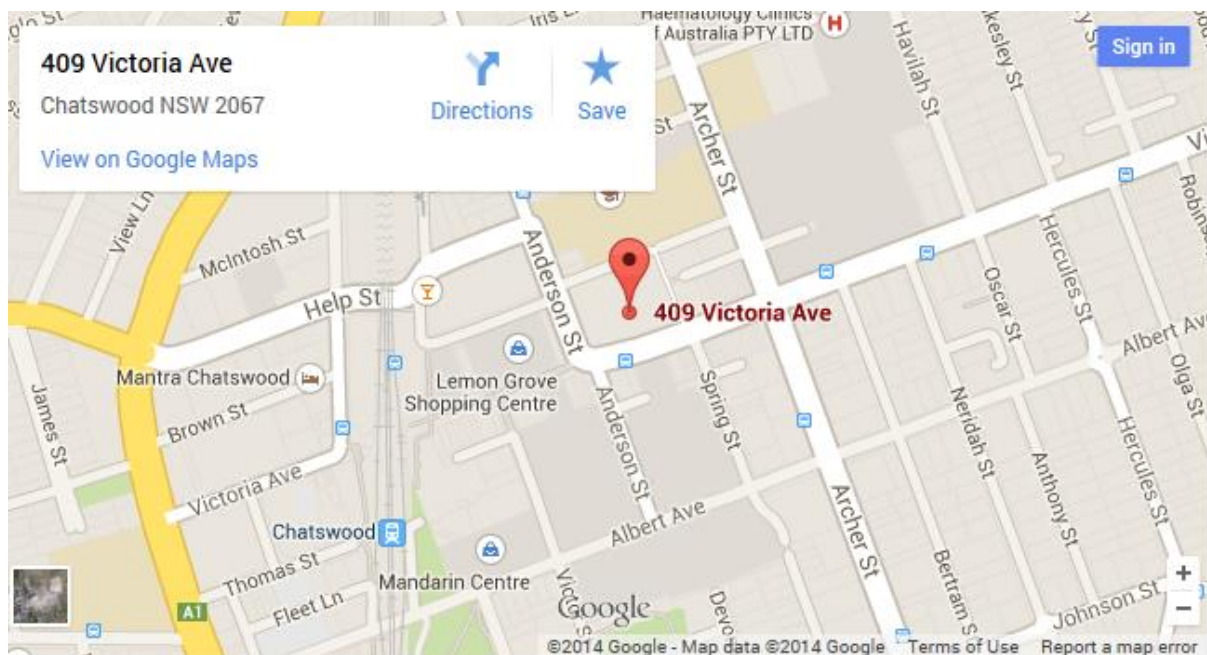 409 Victoria Ave
Chatswood NSW 2067
View on Google Maps
Directions
Save
Sign in
Iris
Haematology Clinics
of Australia PTY LTD
H
St
Archer St
Havilah St
View Ln
McIntosh St
Help St
Anderson St
409 Victoria Ave
Hercules St
Oscar St
Albert Ave
Olga St
Mantra Chatswood
Lemon Grove
Shopping Centre
Brown St
James St
Anderson St
Spring St
Neridah St
Hercules St
Victoria Ave
Chatswood
Albert Ave
Archer St
Anthony St
Thomas St
Mandarin Centre
Fleet Ln
A1
Bertram S
Johnson St
Google
+
−
©2014 Google - Map data ©2014 Google
Terms of Use
Report a map error